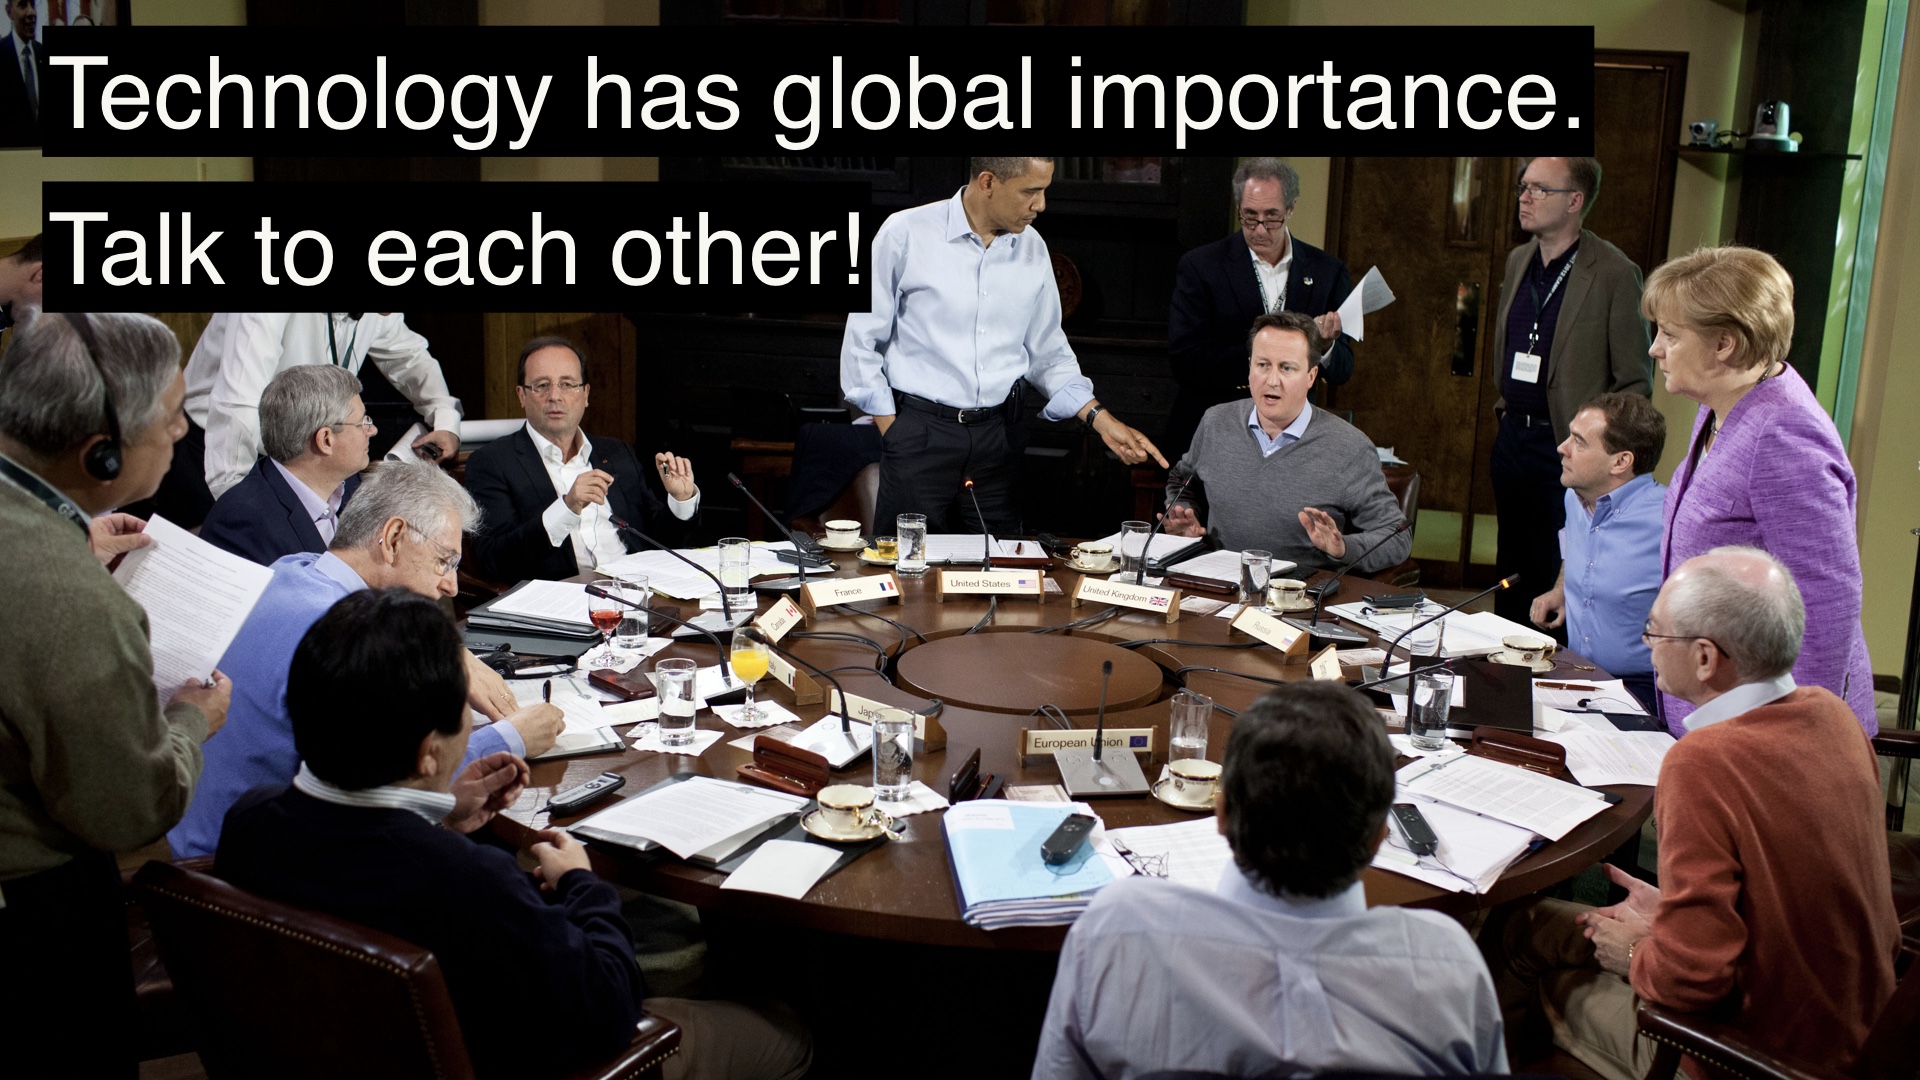 Technology has global importance.
Talk to each other!
France
United States
United Kingdom
Canada
Russia
Italy
Japan
European Union